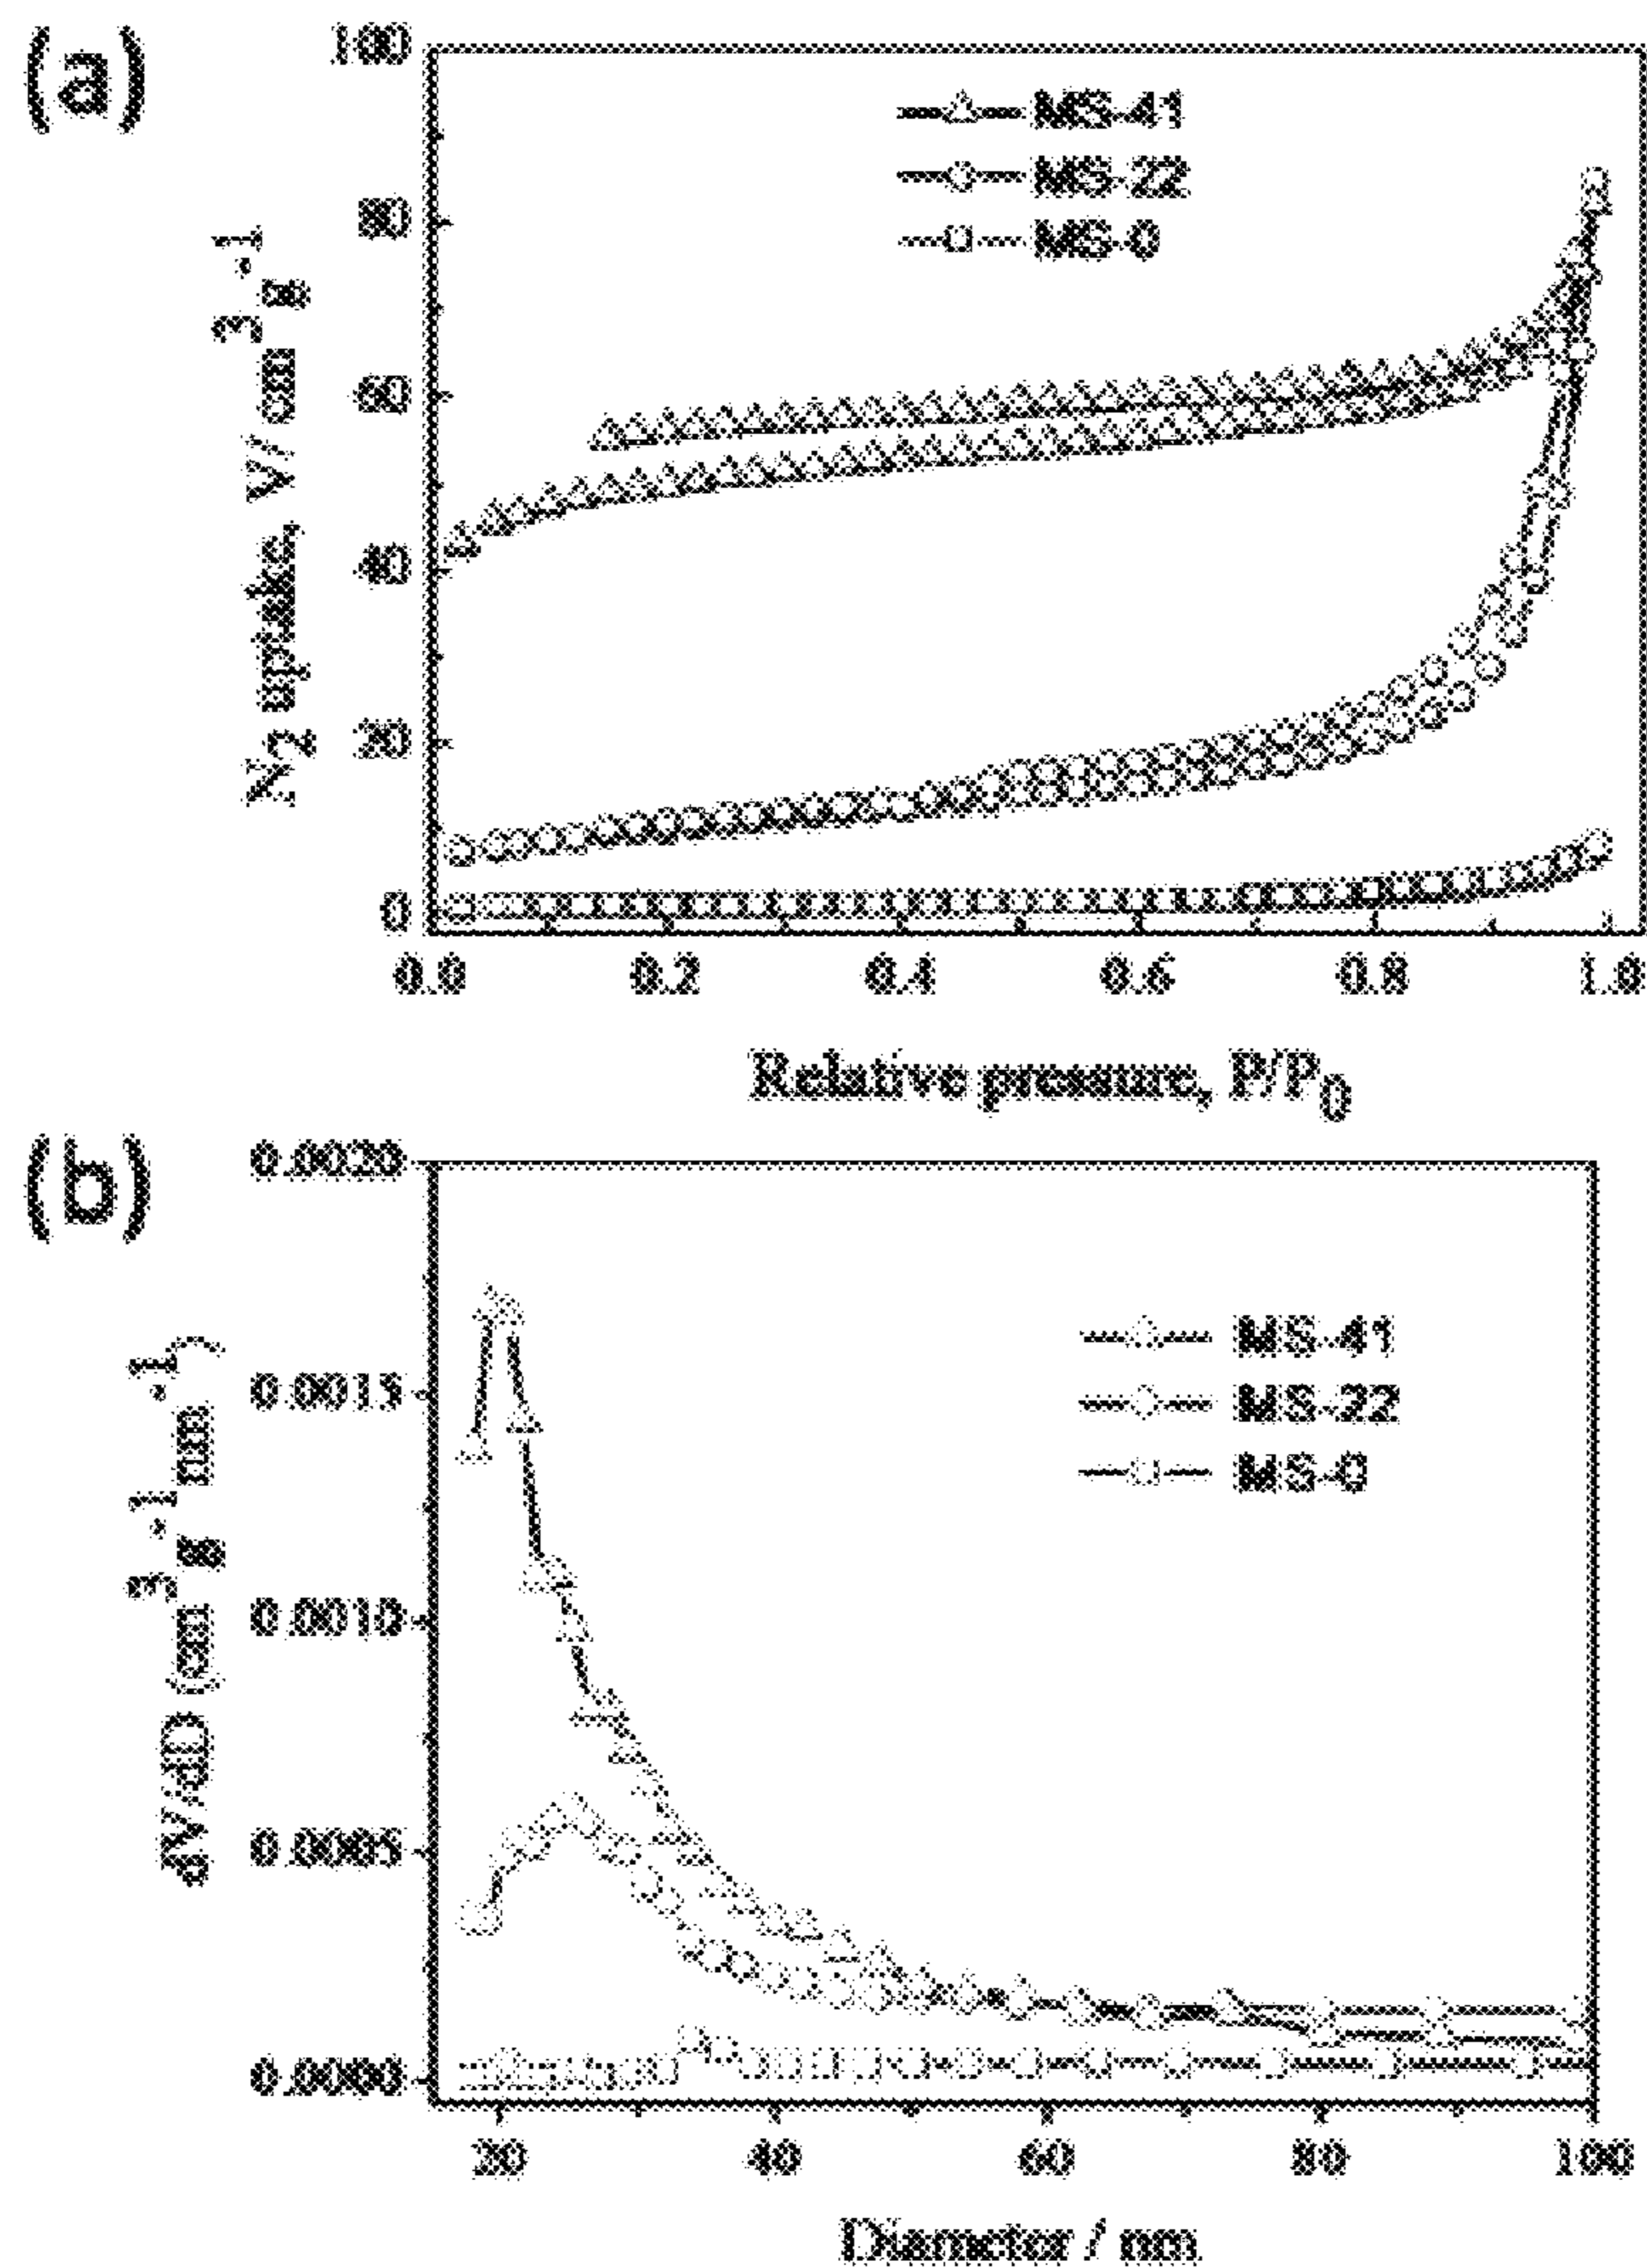 (a)
100
80
60
40
20
0
N2 uptake, V/ cm3g-1
MS-41
MS-22
MS-0
0.0 0.2 0.4 0.6 0.8 1.0
Relative pressure, P/P0
(b)
0.0020
0.0015
0.0010
0.0005
0.0000
dV/dD (cm3g-1nm-1)
MS-41
MS-22
MS-0
20 40 60 80 100
Diameter / nm